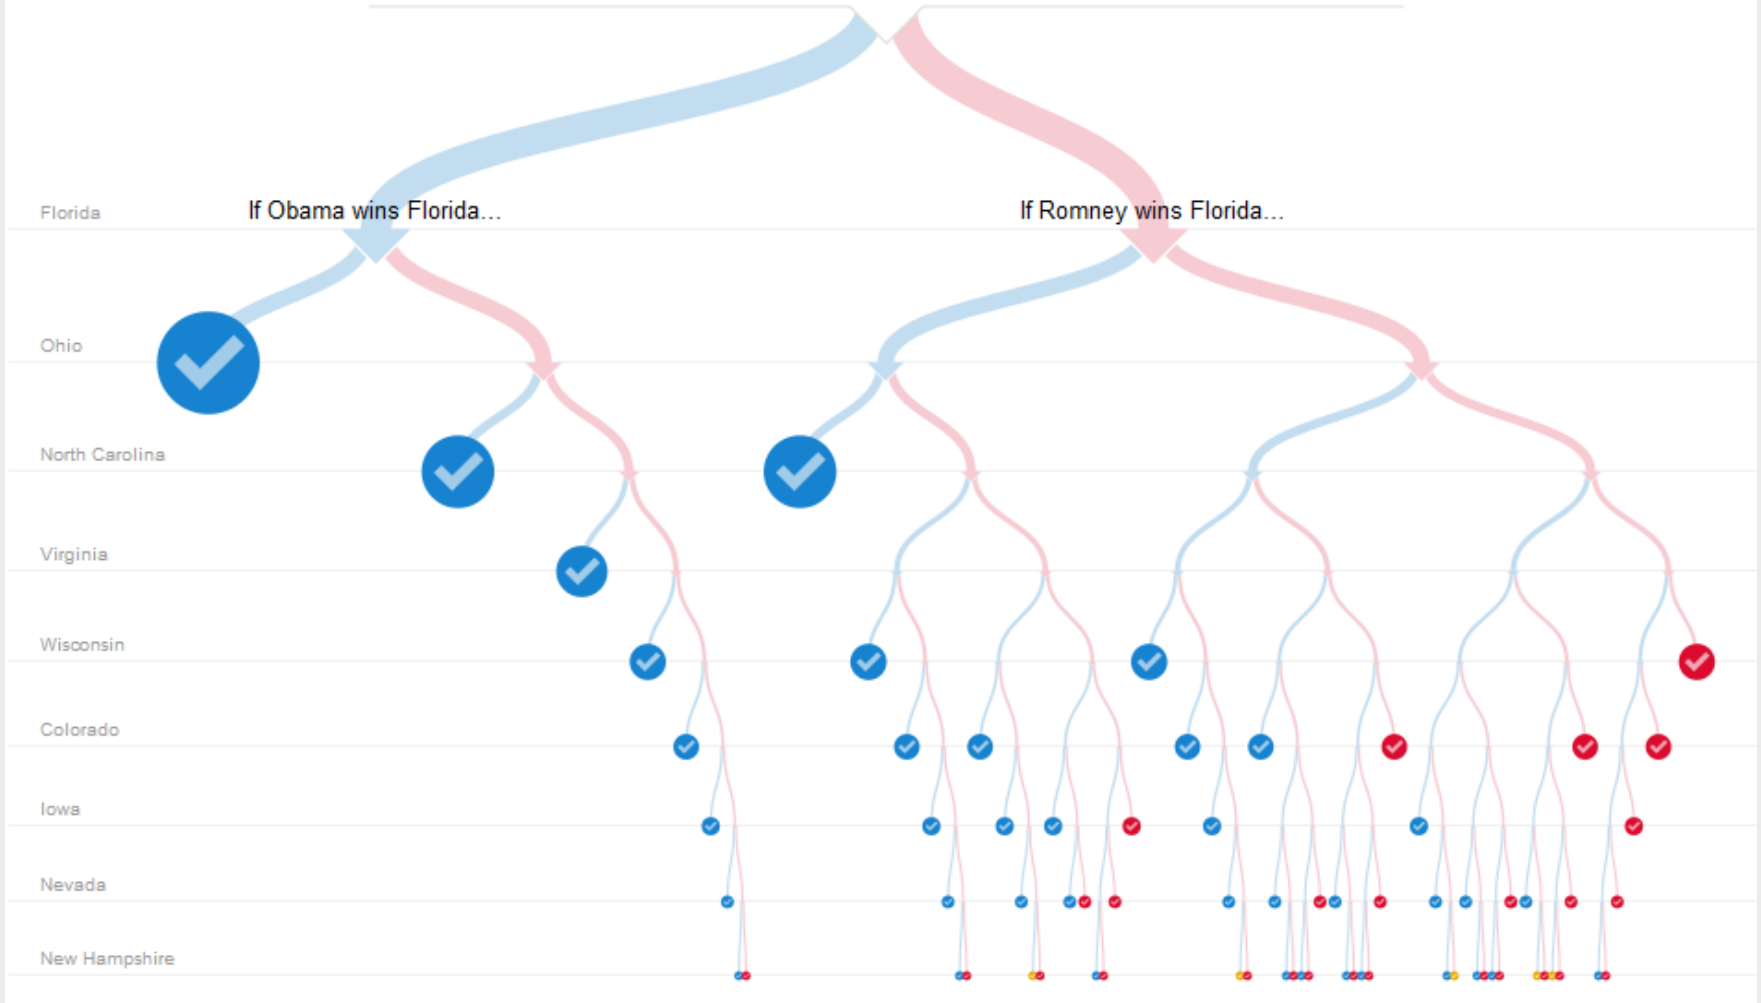 Florida
If Obama wins Florida...
If Romney wins Florida...
Ohio
North Carolina
Virginia
Wisconsin
Colorado
Iowa
Nevada
New Hampshire